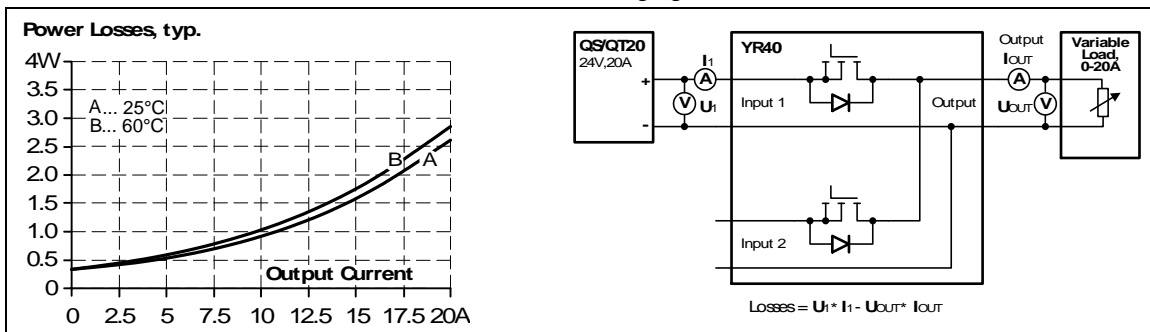 Power Losses, typ.
4W
3.5
3.0
2.5
2.0
1.5
1.0
0.5
0
A... 25°C
B... 60°C
B
A
Output Current
0 2.5 5 7.5 10 12.5 15 17.5 20A
QS/QT20
24V,20A
+
-
I1
A
V U1
YR40
Input 1
Output
Input 2
Output
IOUT
A
UOUT V
Variable
Load,
0-20A
Losses = U1* I1 - UOUT* IOUT